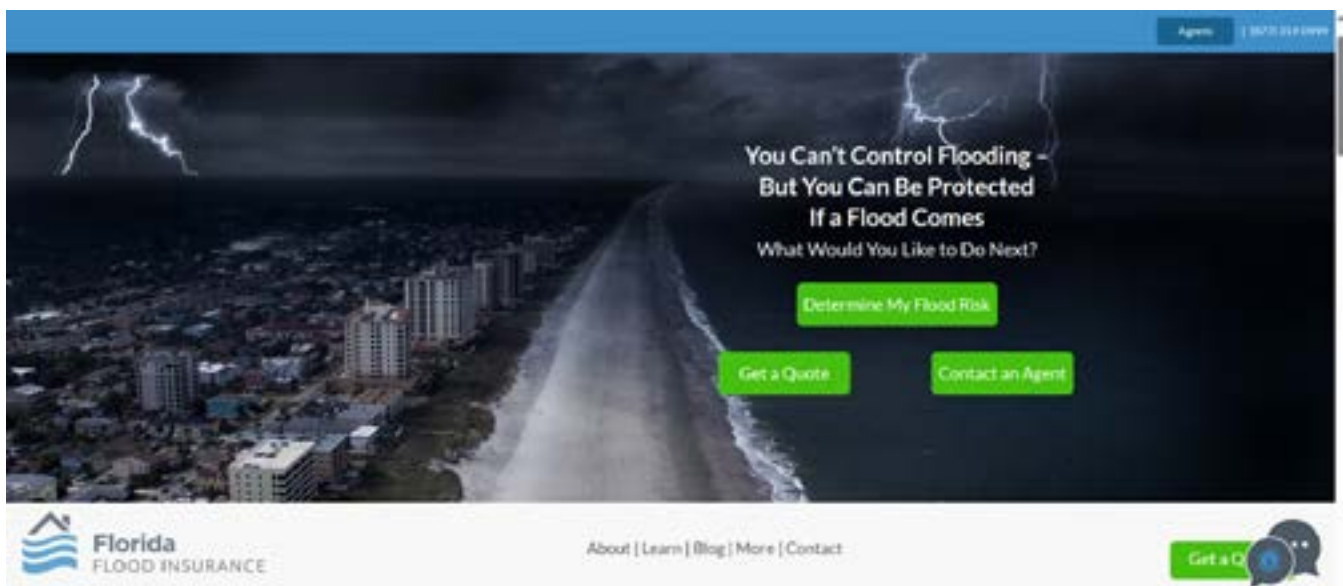 Agents
You Can't Control Flooding –
But You Can Be Protected
If a Flood Comes
What Would You Like to Do Next?
Determine My Flood Risk
Get a Quote
Contact an Agent
Florida
FLOOD INSURANCE
About | Learn | Blog | More | Contact
Get a Q